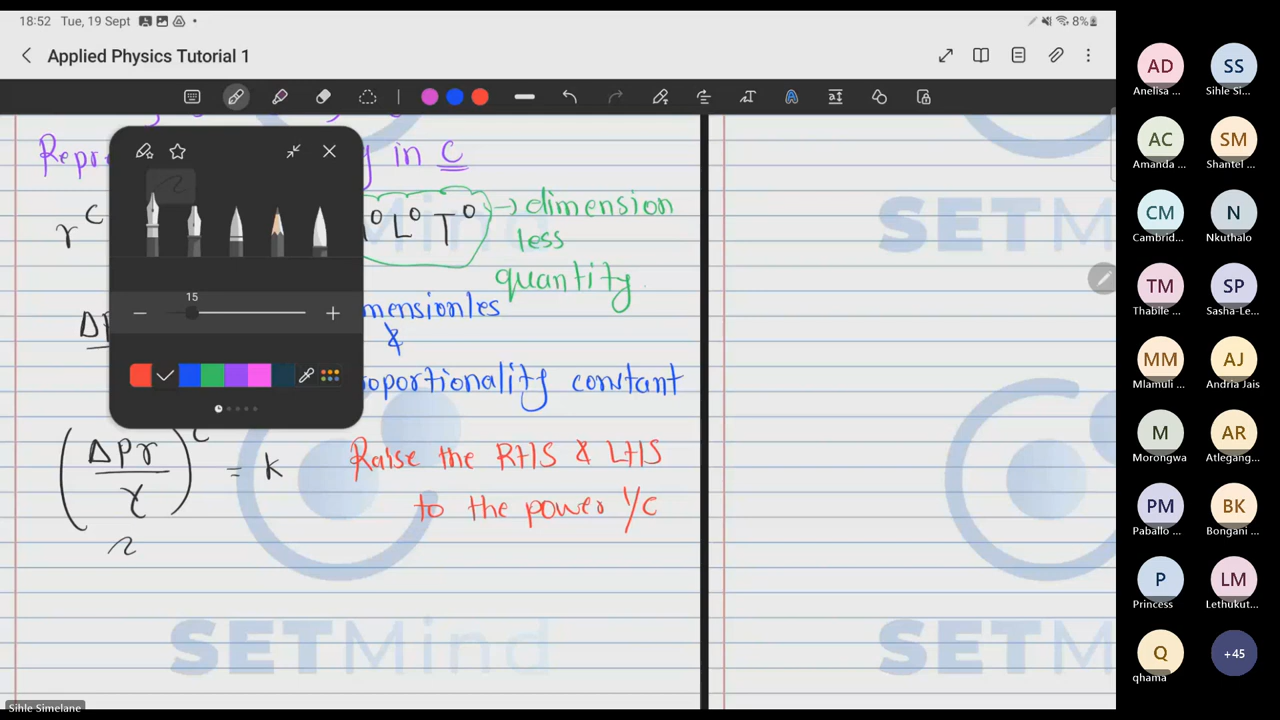 18:52 Tue, 19 Sept 8%
Applied Physics Tutorial 1
in C
r^C
⁰ L⁰ T⁰ → dimension
less
quantity
15
mensionles
&
oportionality constant
(ΔPr/γ)^C = k
Raise the RHS & LHS
to the power 1/C
SETMind
SET
AD
Anelisa ...
SS
Sihle Si...
AC
Amanda ...
SM
Shantel ...
CM
Cambrid...
N
Nkuthalo
TM
Thabile ...
SP
Sasha-Le...
MM
Mlamuli ...
AJ
Andria Jais
M
Morongwa
AR
Atlegang...
PM
Paballo ...
BK
Bongani ...
P
Princess
LM
Lethukut...
Q
qhama
+45
Sihle Simelane